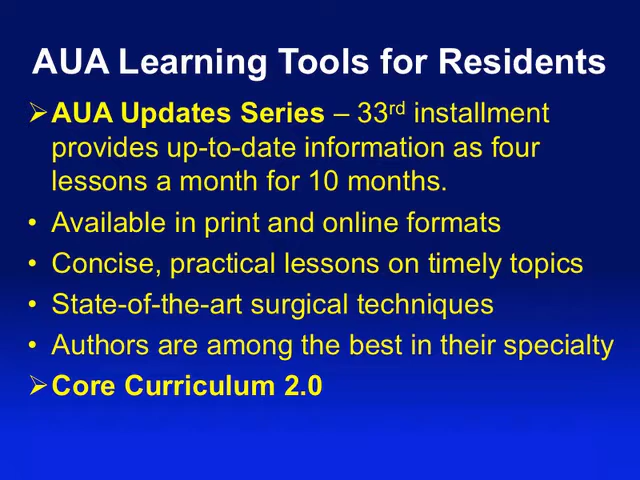 AUA Learning Tools for Residents
➢AUA Updates Series – 33rd installment
provides up-to-date information as four
lessons a month for 10 months.
• Available in print and online formats
• Concise, practical lessons on timely topics
• State-of-the-art surgical techniques
• Authors are among the best in their specialty
➢Core Curriculum 2.0